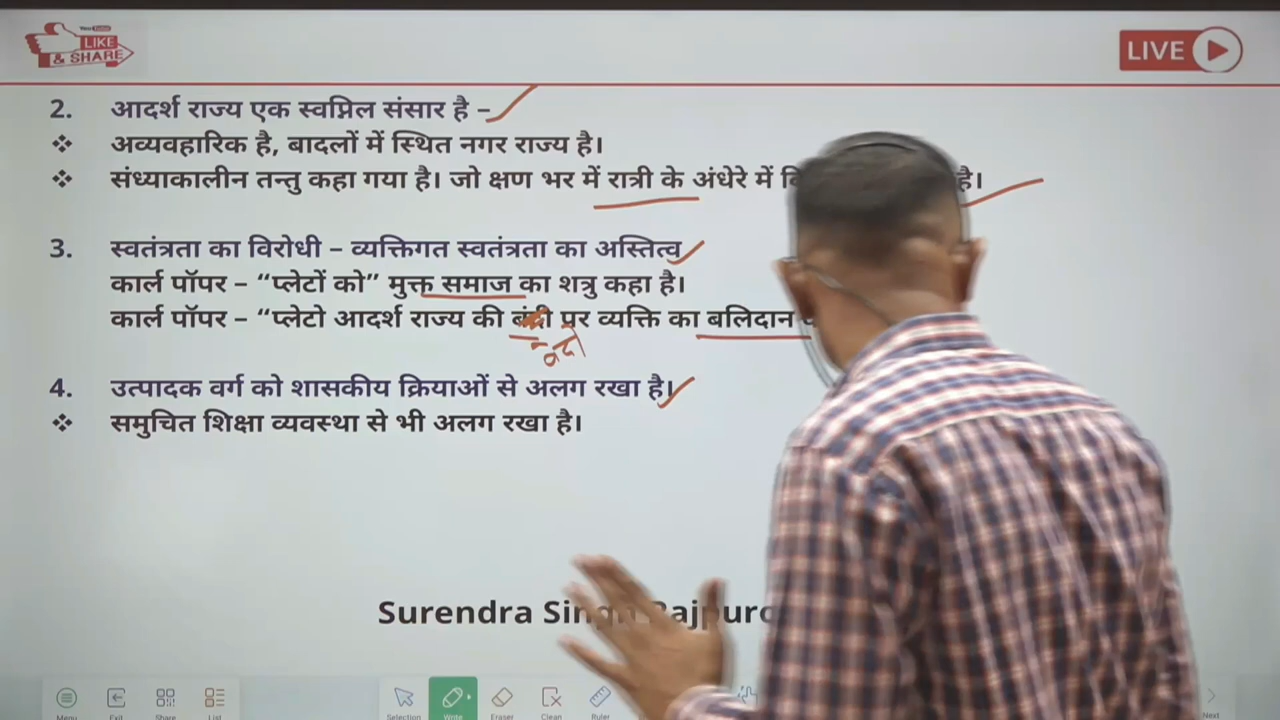 LIKE
& SHARE
LIVE
2. आदर्श राज्य एक स्वप्निल संसार है –
❖ अव्यवहारिक है, बादलों में स्थित नगर राज्य है।
❖ संध्याकालीन तन्तु कहा गया है। जो क्षण भर में रात्री के अंधेरे में है।
3. स्वतंत्रता का विरोधी – व्यक्तिगत स्वतंत्रता का अस्तित्व
कार्ल पॉपर – “प्लेटों को” मुक्त समाज का शत्रु कहा है।
कार्ल पॉपर – “प्लेटो आदर्श राज्य की पर व्यक्ति का बलिदान
4. उत्पादक वर्ग को शासकीय क्रियाओं से अलग रखा है।
❖ समुचित शिक्षा व्यवस्था से भी अलग रखा है।
Surendra Singh
Menu Exit Share List Selection Write Eraser Clean Ruler Next